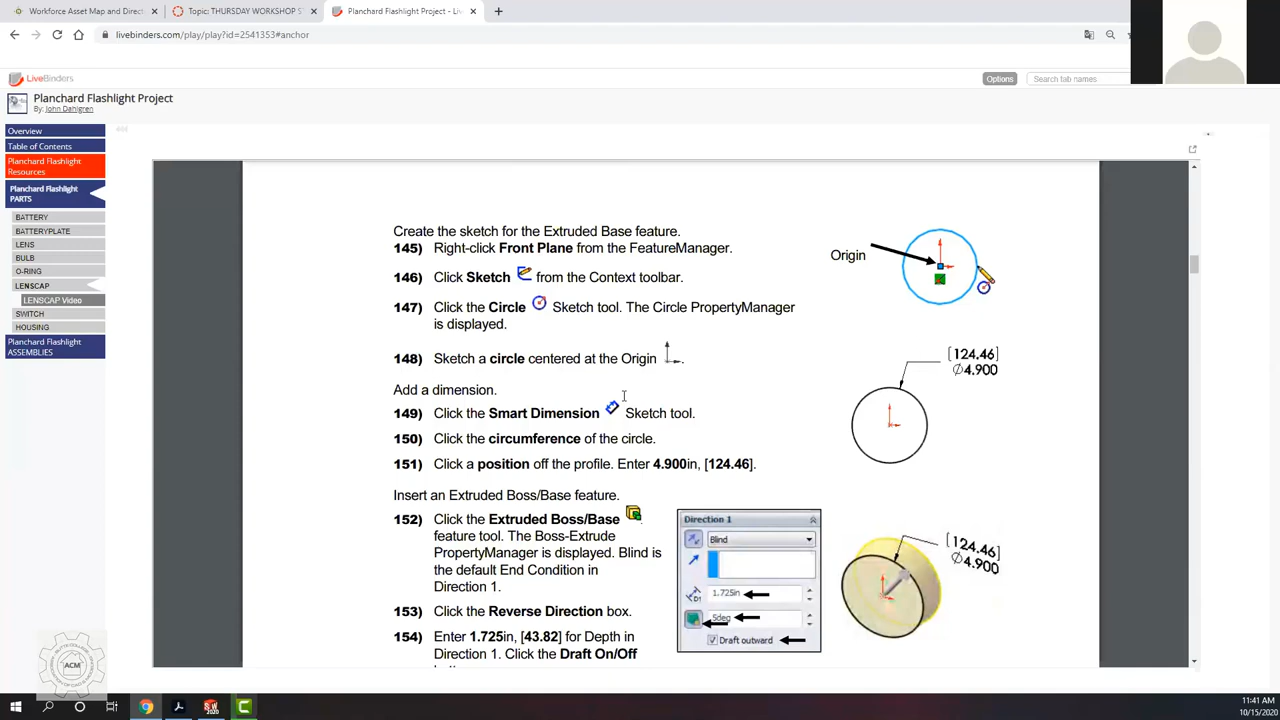 Workforce Asset Map and Direct
Topic: THURSDAY WORKSHOP S
Planchard Flashlight Project - Liv
livebinders.com/play/play?id=2541353#anchor
LiveBinders
Options
Search tab names
Planchard Flashlight Project
By: John Dahlgren
Overview
Table of Contents
Planchard Flashlight
Resources
Planchard Flashlight
PARTS
BATTERY
BATTERYPLATE
LENS
BULB
O-RING
LENSCAP
LENSCAP Video
SWITCH
HOUSING
Planchard Flashlight
ASSEMBLIES
Create the sketch for the Extruded Base feature.
145) Right-click Front Plane from the FeatureManager.
146) Click Sketch from the Context toolbar.
147) Click the Circle Sketch tool. The Circle PropertyManager
is displayed.
148) Sketch a circle centered at the Origin .
Add a dimension.
149) Click the Smart Dimension Sketch tool.
150) Click the circumference of the circle.
151) Click a position off the profile. Enter 4.900in, [124.46].
Insert an Extruded Boss/Base feature.
152) Click the Extruded Boss/Base
feature tool. The Boss-Extrude
PropertyManager is displayed. Blind is
the default End Condition in
Direction 1.
153) Click the Reverse Direction box.
154) Enter 1.725in, [43.82] for Depth in
Direction 1. Click the Draft On/Off
Origin
[124.46]
Ø4.900
Direction 1
Blind
1.725in
5deg
Draft outward
[124.46]
Ø4.900
ACM
11:41 AM
10/15/2020